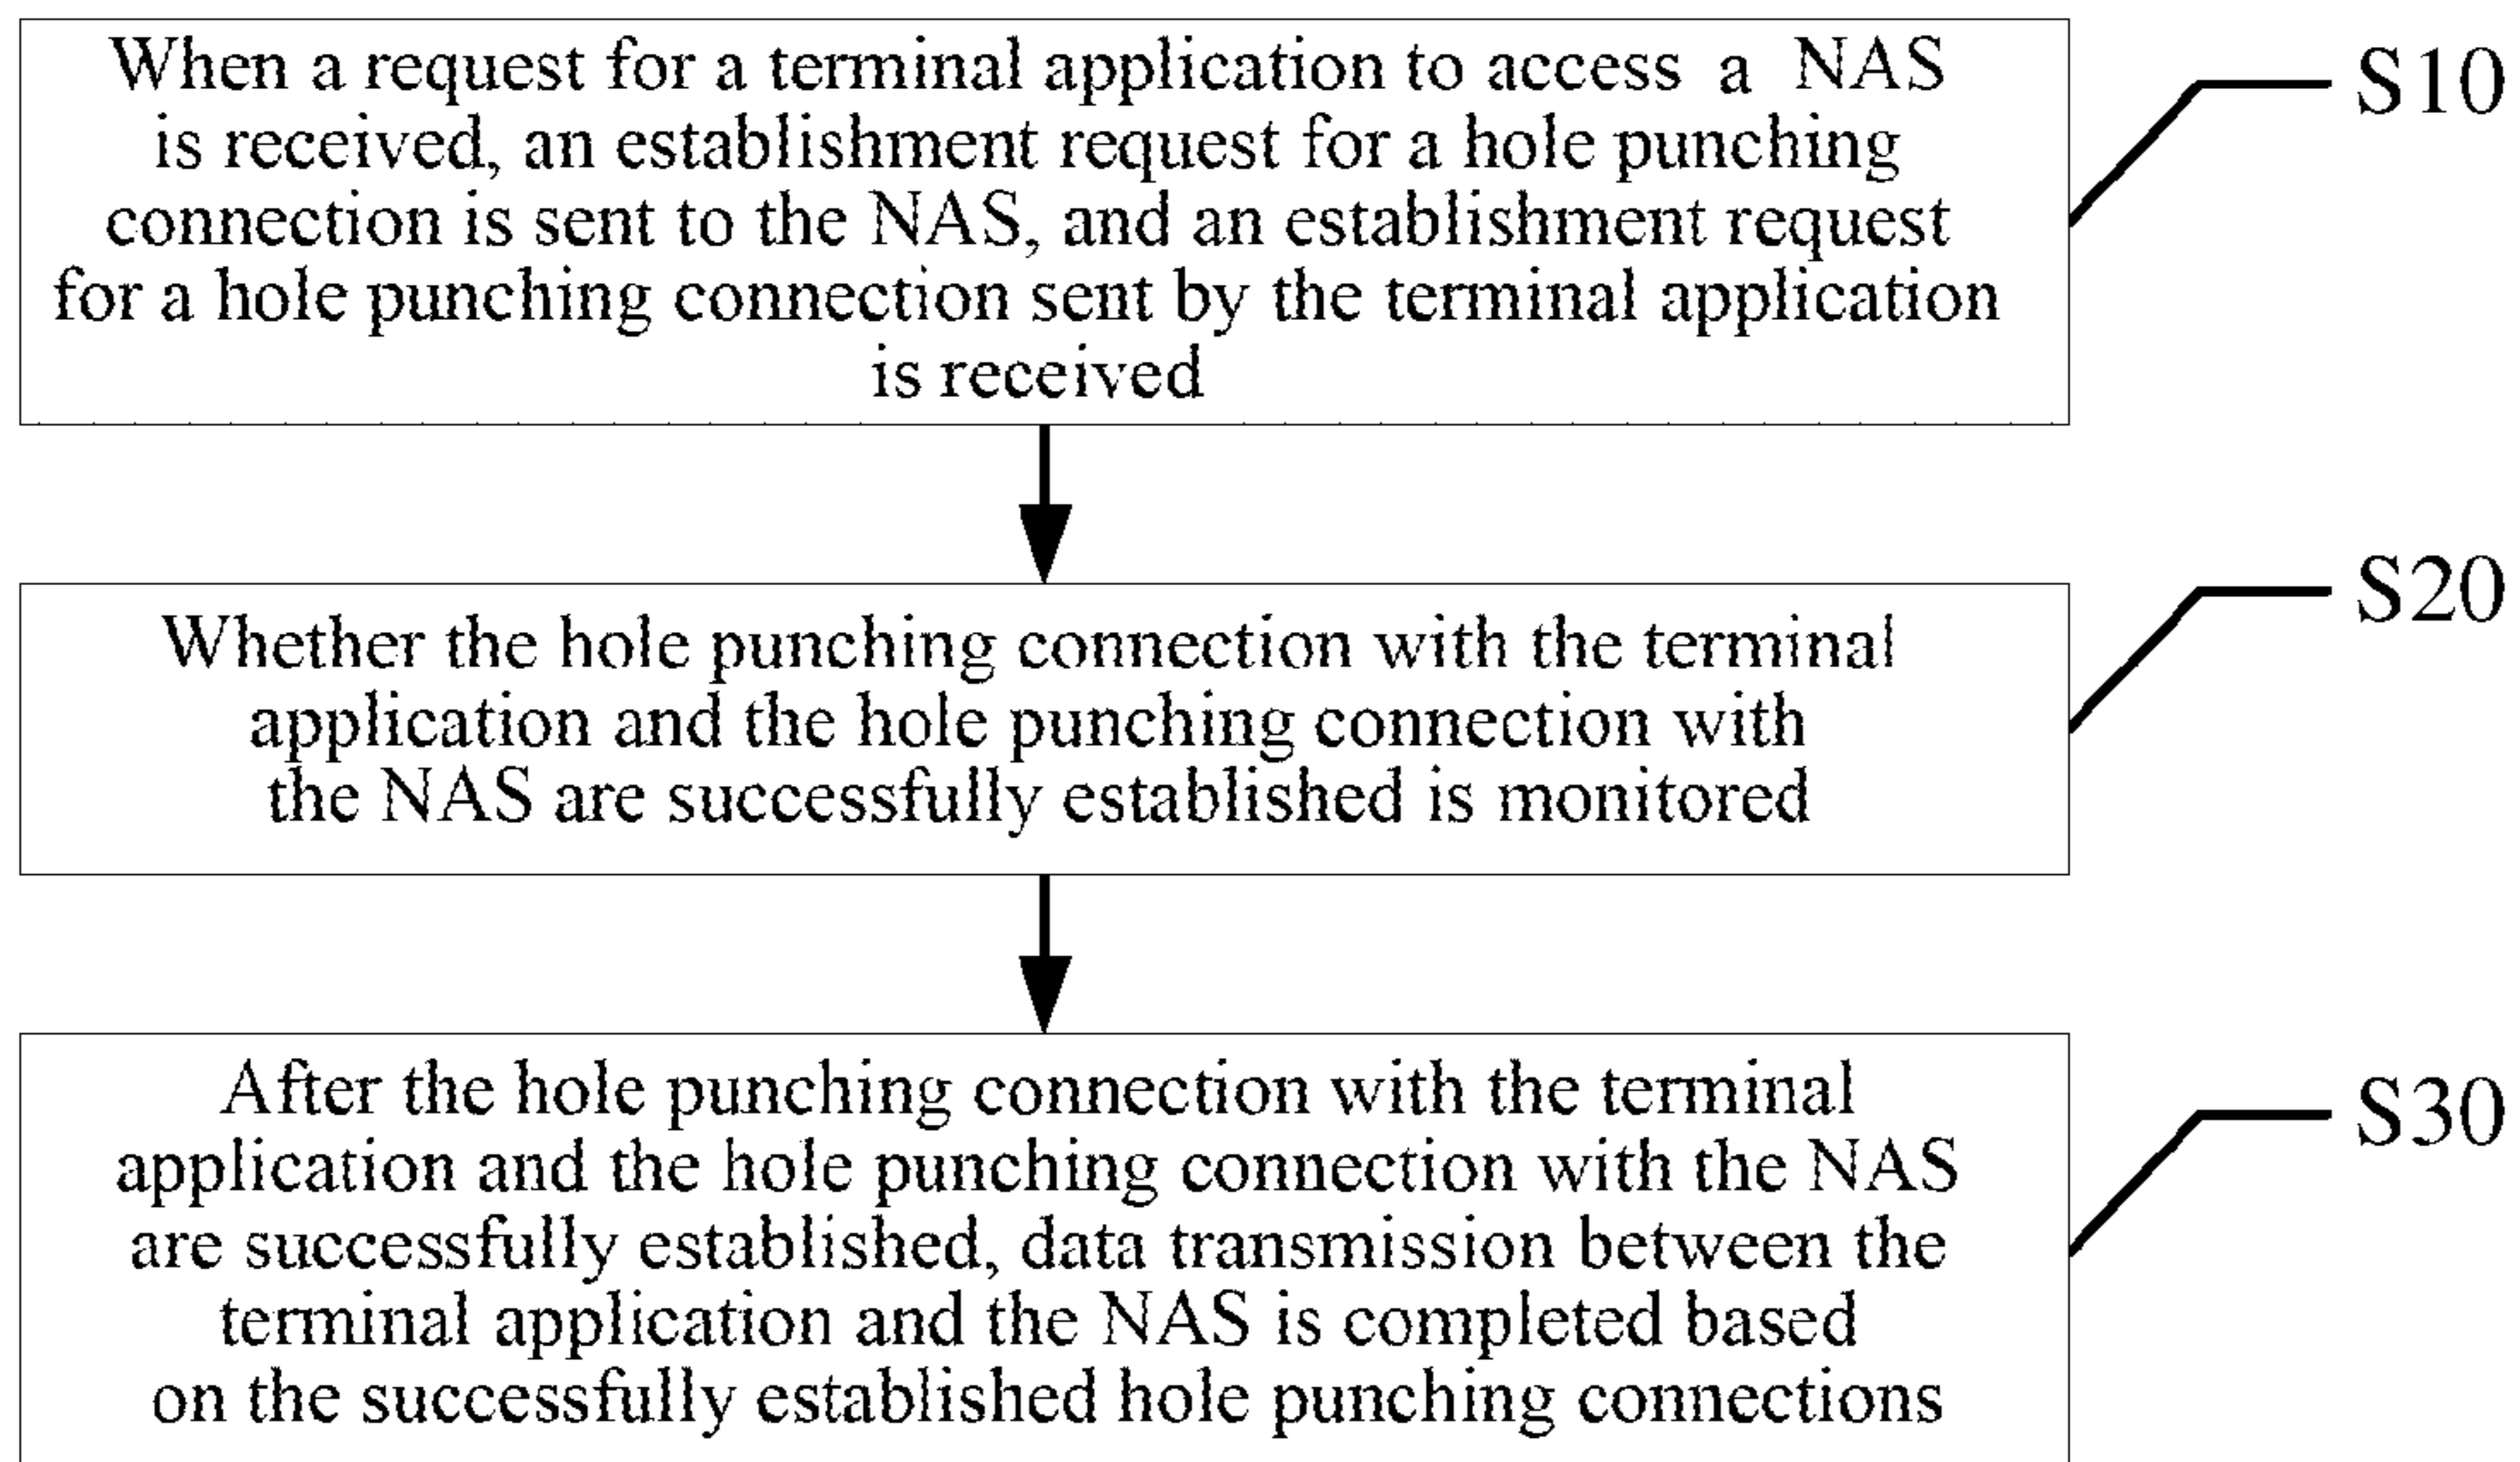 When a request for a terminal application to access a NAS
is received, an establishment request for a hole punching
connection is sent to the NAS, and an establishment request
for a hole punching connection sent by the terminal application
is received
S10
Whether the hole punching connection with the terminal
application and the hole punching connection with
the NAS are successfully established is monitored
S20
After the hole punching connection with the terminal
application and the hole punching connection with the NAS
are successfully established, data transmission between the
terminal application and the NAS is completed based
on the successfully established hole punching connections
S30